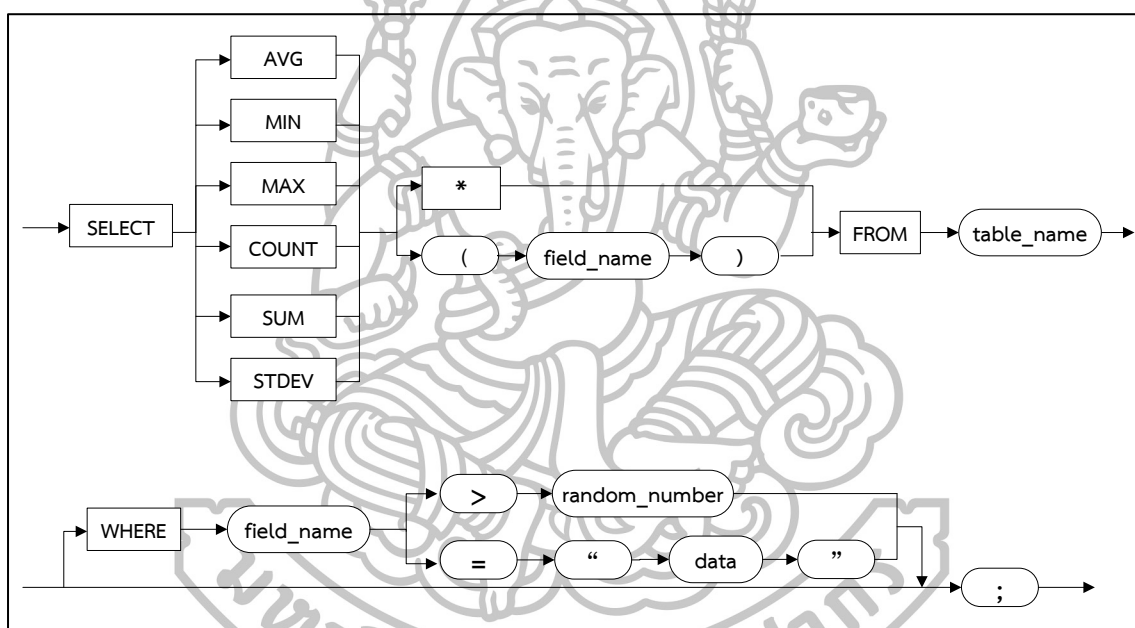 AVG
MIN
MAX
*
SELECT
COUNT
( field_name )
FROM table_name
SUM
STDEV
> random_number
WHERE field_name
= “ data ”
;